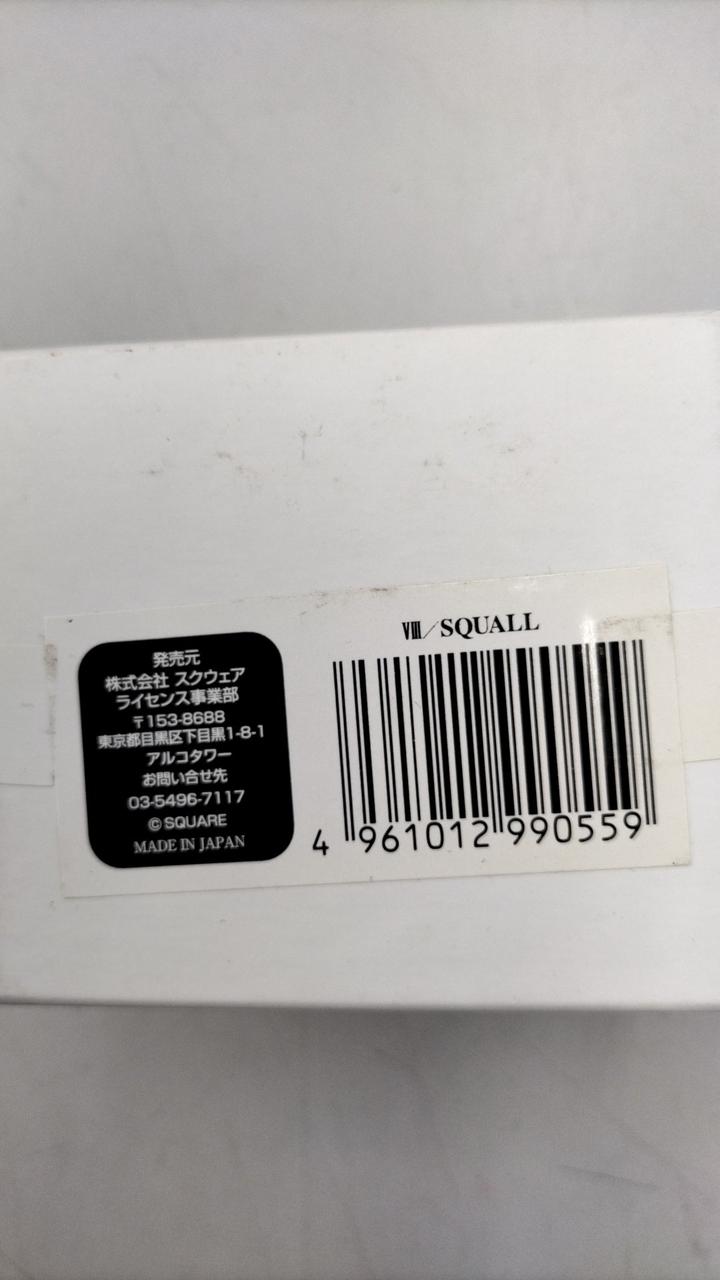 発売元
株式会社 スクウェア
ライセンス事業部
〒153-8688
東京都目黒区下目黒1-8-1
アルコタワー
お問い合せ先
03-5496-7117
© SQUARE
MADE IN JAPAN
Ⅷ/SQUALL
4 961012 990559